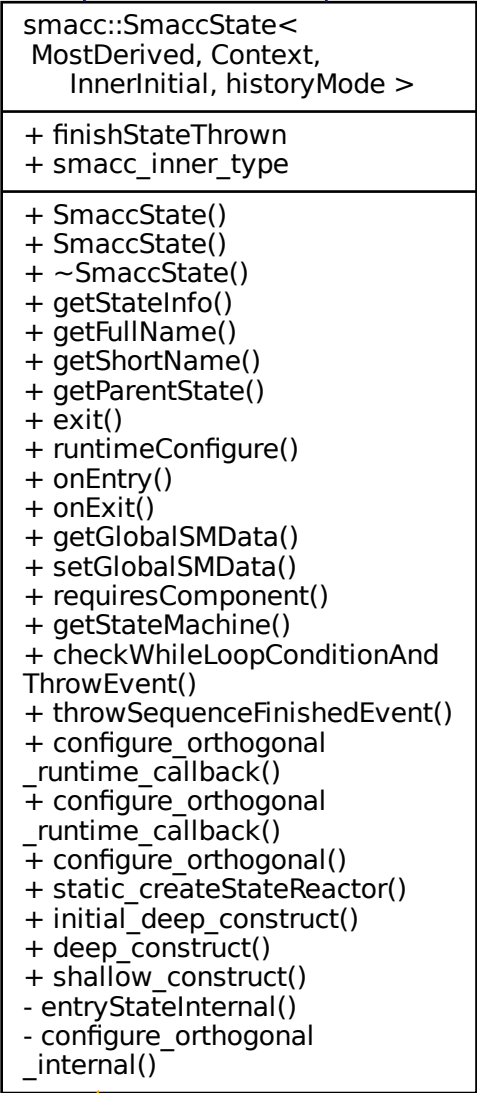 smacc::SmaccState<
MostDerived, Context,
InnerInitial, historyMode >
+ finishStateThrown
+ smacc_inner_type
+ SmaccState()
+ SmaccState()
+ ~SmaccState()
+ getStateInfo()
+ getFullName()
+ getShortName()
+ getParentState()
+ exit()
+ runtimeConfigure()
+ onEntry()
+ onExit()
+ getGlobalSMData()
+ setGlobalSMData()
+ requiresComponent()
+ getStateMachine()
+ checkWhileLoopConditionAnd
ThrowEvent()
+ throwSequenceFinishedEvent()
+ configure_orthogonal
_runtime_callback()
+ configure_orthogonal
_runtime_callback()
+ configure_orthogonal()
+ static_createStateReactor()
+ initial_deep_construct()
+ deep_construct()
+ shallow_construct()
- entryStateInternal()
- configure_orthogonal
_internal()